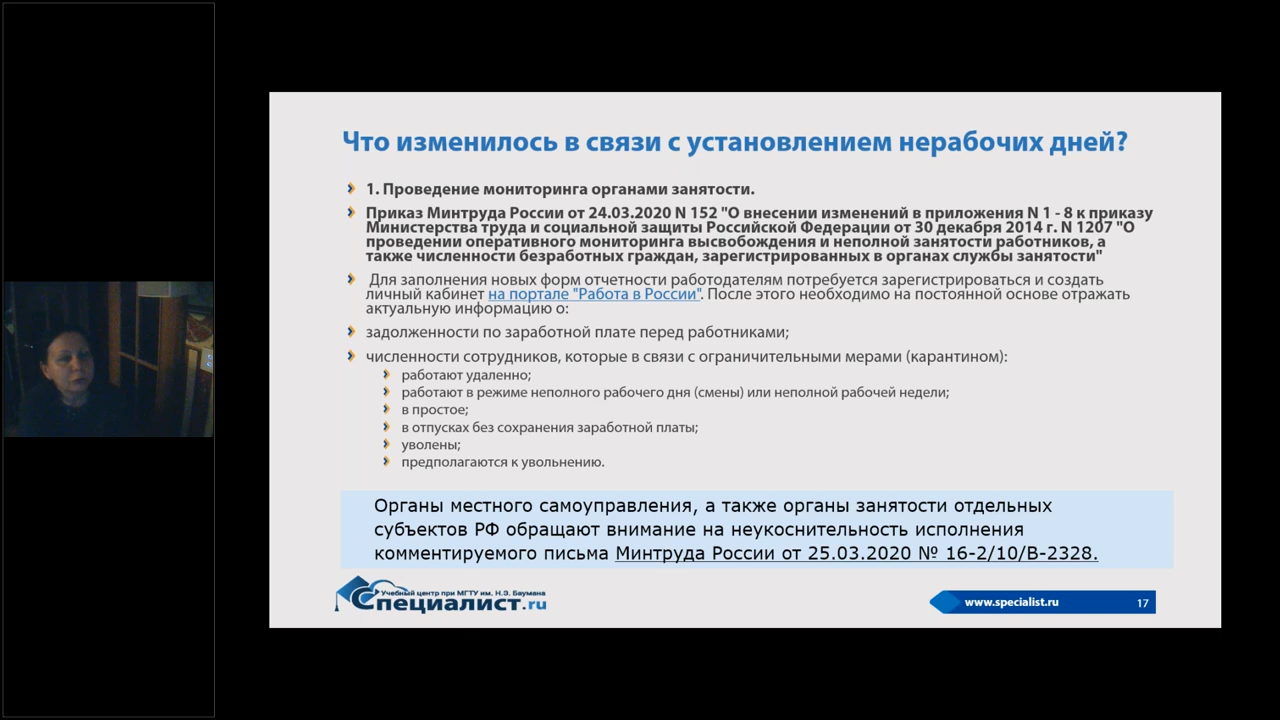 Что изменилось в связи с установлением нерабочих дней?
1. Проведение мониторинга органами занятости.
Приказ Минтруда России от 24.03.2020 N 152 "О внесении изменений в приложения N 1 - 8 к приказу
Министерства труда и социальной защиты Российской Федерации от 30 декабря 2014 г. N 1207 "О
проведении оперативного мониторинга высвобождения и неполной занятости работников, а
также численности безработных граждан, зарегистрированных в органах службы занятости"
Для заполнения новых форм отчетности работодателям потребуется зарегистрироваться и создать
личный кабинет на портале "Работа в России". После этого необходимо на постоянной основе отражать
актуальную информацию о:
задолженности по заработной плате перед работниками;
численности сотрудников, которые в связи с ограничительными мерами (карантином):
работают удаленно;
работают в режиме неполного рабочего дня (смены) или неполной рабочей недели;
в простое;
в отпусках без сохранения заработной платы;
уволены;
предполагаются к увольнению.
Органы местного самоуправления, а также органы занятости отдельных
субъектов РФ обращают внимание на неукоснительность исполнения
комментируемого письма Минтруда России от 25.03.2020 № 16-2/10/В-2328.
Учебный центр при МГТУ им. Н.Э. Баумана
Специалист.ru
www.specialist.ru
17